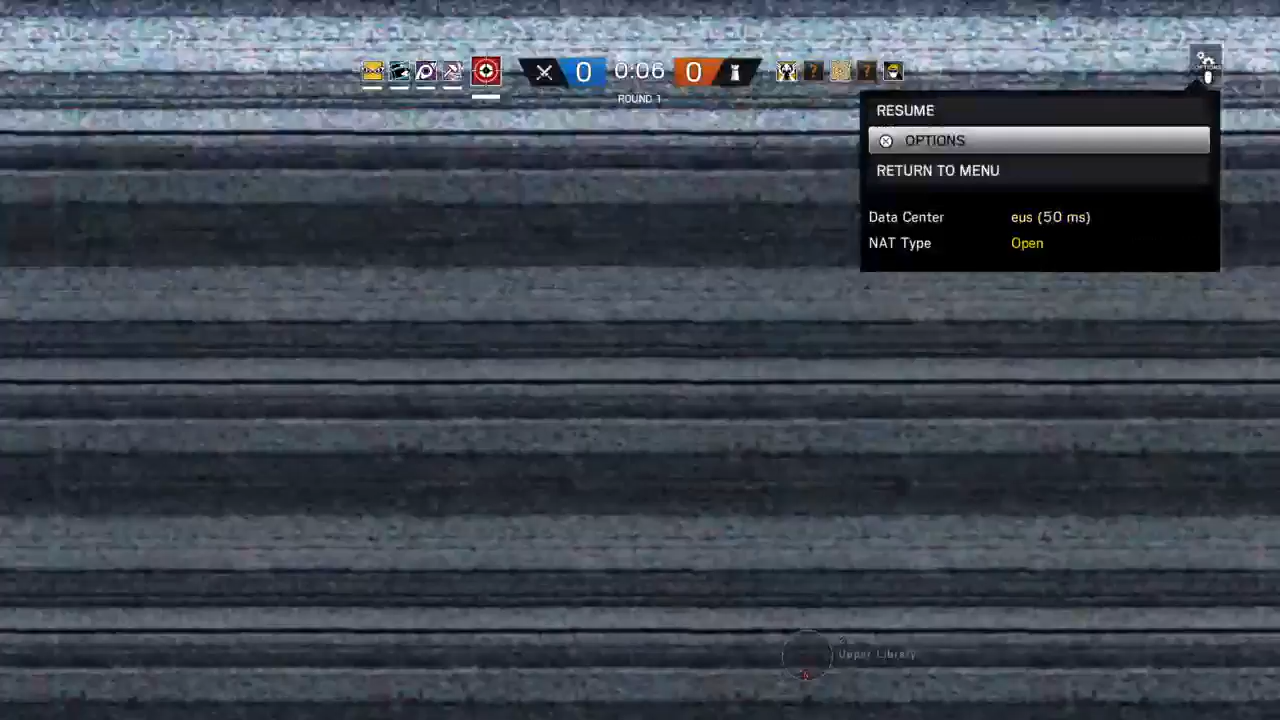 0 0:06 0
ROUND 1
OPTIONS
RESUME
OPTIONS
RETURN TO MENU
Data Center eus (50 ms)
NAT Type Open
Upper Library